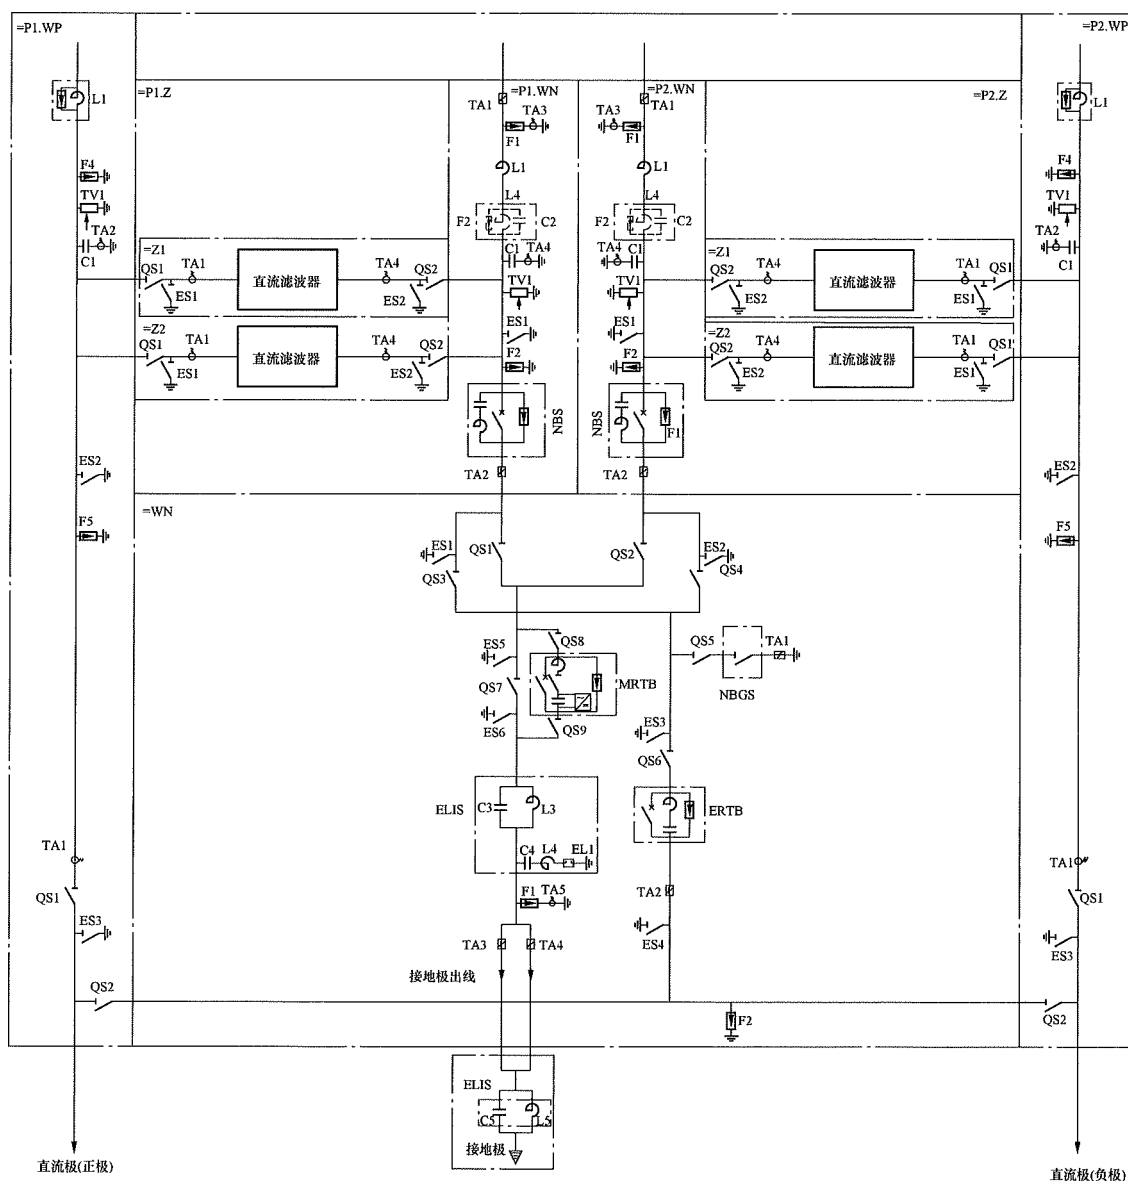 =P1.WP
=P2.WP
L1
=P1.Z
=P1.WN
=P2.WN
=P2.Z
L1
TA1
TA3
F1
TA1
TA3
F1
F4
L1
L1
F4
TV1
L4
L4
TV1
TA2
F2
C2
F2
C2
TA2
C1
C1
TA4
TA4
C1
C1
=Z1
QS1
TA1
直流滤波器
TA4
QS2
ES1
ES2
TV1
TV1
=Z1
QS2
TA4
直流滤波器
TA1
QS1
ES2
ES1
=Z2
QS1
TA1
直流滤波器
TA4
QS2
ES1
ES2
ES1
ES1
F2
F2
=Z2
QS2
TA4
直流滤波器
TA1
QS1
ES2
ES1
NBS
NBS
F1
ES2
TA2
TA2
ES2
=WN
F5
F5
ES1
QS1
QS2
ES2
QS3
QS4
ES5
QS8
QS5
TA1
QS7
MRTB
NBGS
ES6
QS9
ES3
QS6
ELIS
C3
L3
ERTB
TA1
C4
L4
EL1
TA1
QS1
F1
TA5
TA2
QS1
ES3
TA3
TA4
ES4
ES3
接地极出线
QS2
F2
QS2
ELIS
C5
L5
接地极
直流极(正极)
直流极(负极)